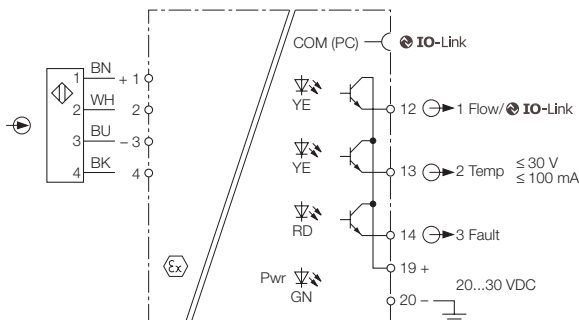 COM (PC) IO-Link
1 BN + 1
2 WH 2
3 BU – 3
4 BK 4
YE
12 1 Flow/ IO-Link
YE
13 2 Temp ≤ 30 V
≤ 100 mA
RD
14 3 Fault
Ex
19 +
Pwr
GN
20...30 VDC
20 –